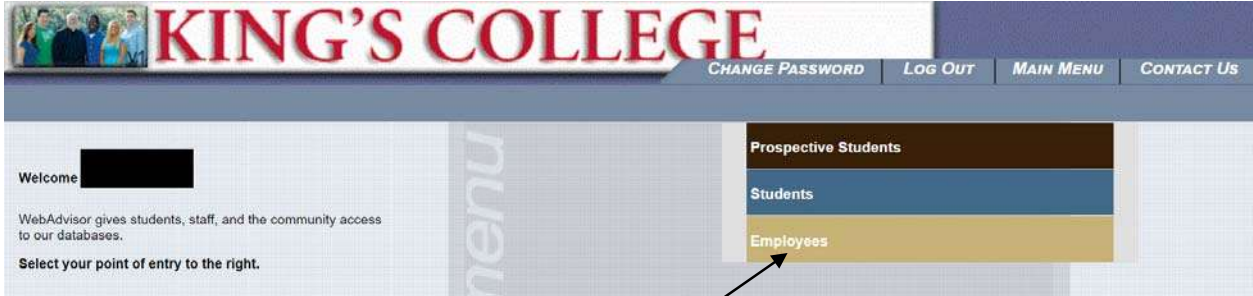 KING'S COLLEGE
CHANGE PASSWORD LOG OUT MAIN MENU CONTACT US
menu
Prospective Students
Welcome
Students
WebAdvisor gives students, staff, and the community access
to our databases.
Employees
Select your point of entry to the right.